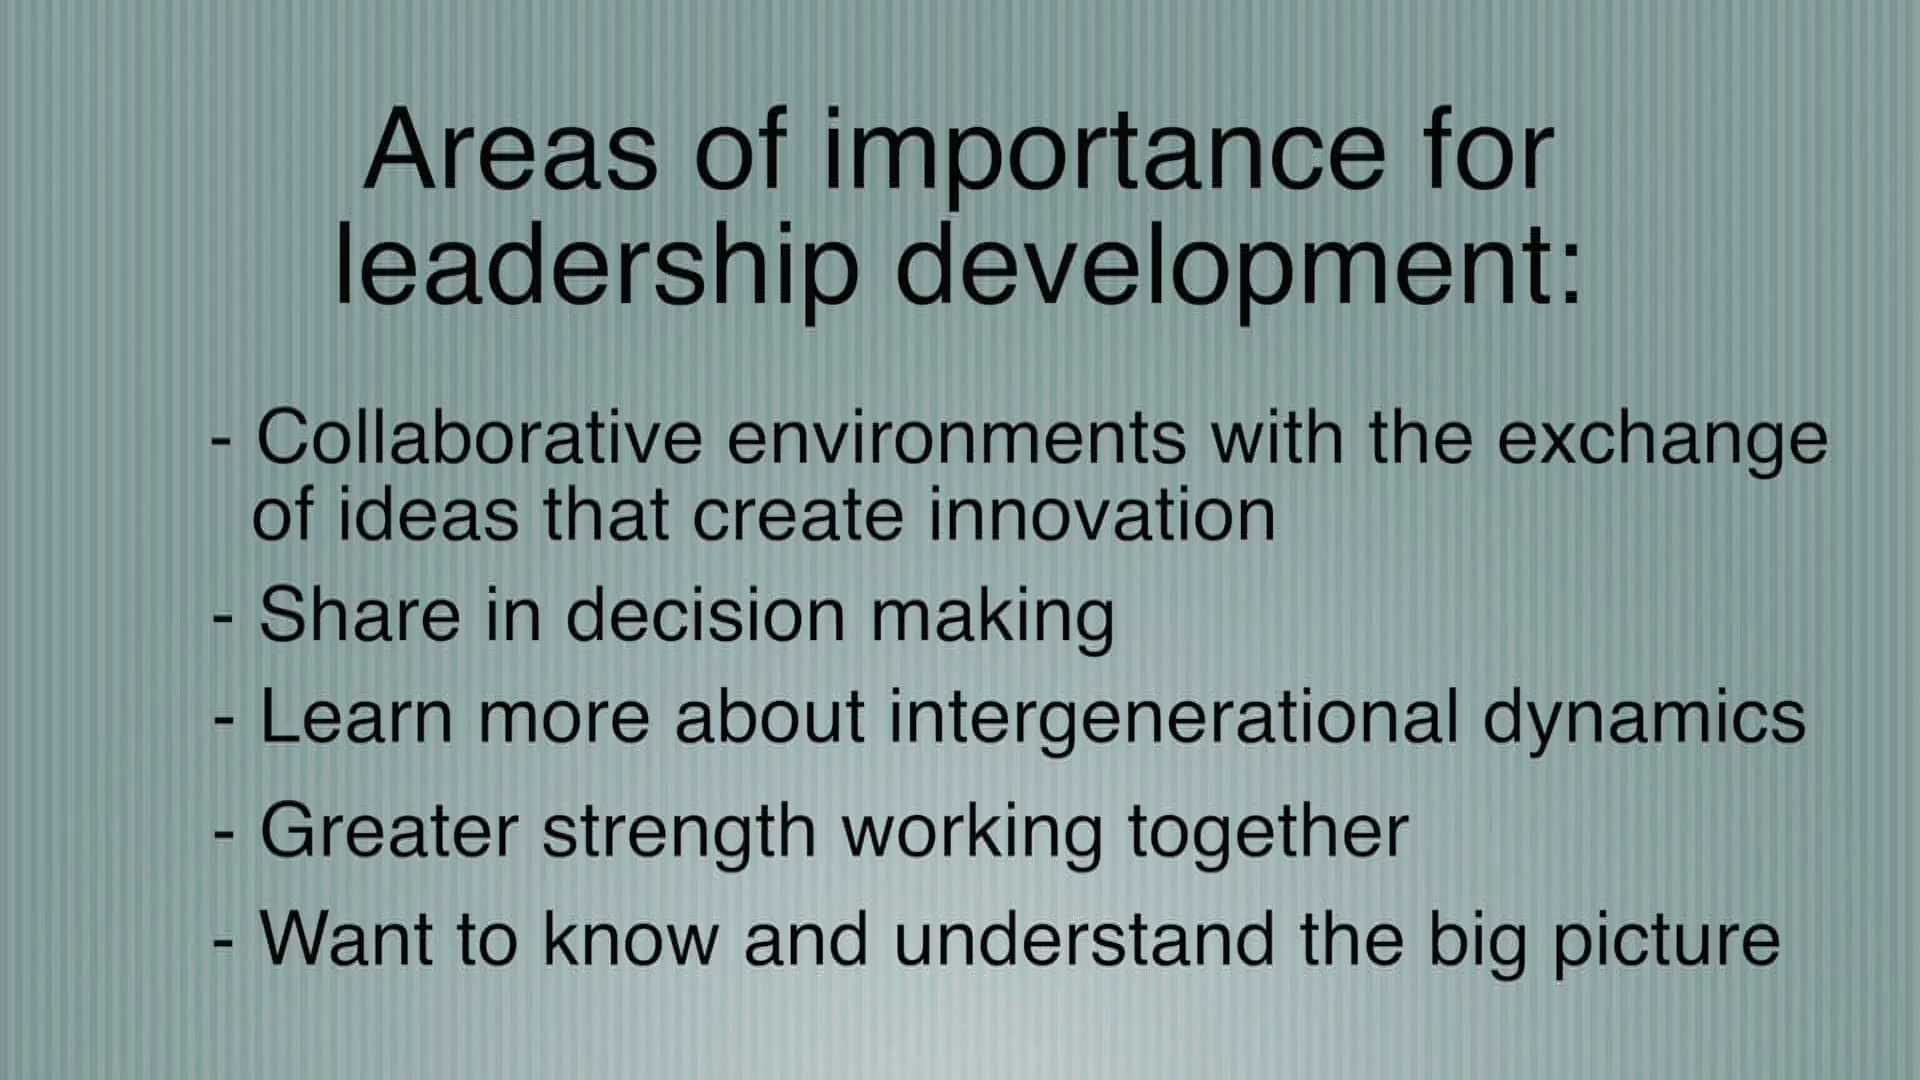 Areas of importance for
leadership development:
- Collaborative environments with the exchange
of ideas that create innovation
- Share in decision making
- Learn more about intergenerational dynamics
- Greater strength working together
- Want to know and understand the big picture